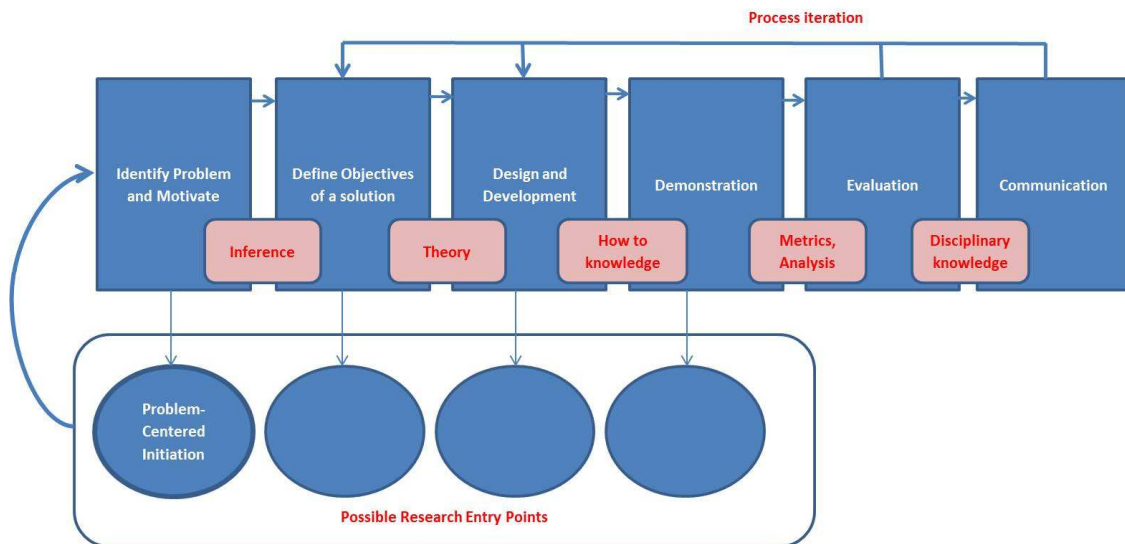 Process iteration
Identify Problem
and Motivate
Define Objectives
of a solution
Design and
Development
Demonstration
Evaluation
Communication
Inference
Theory
How to
knowledge
Metrics,
Analysis
Disciplinary
knowledge
Problem-
Centered
Initiation
Possible Research Entry Points